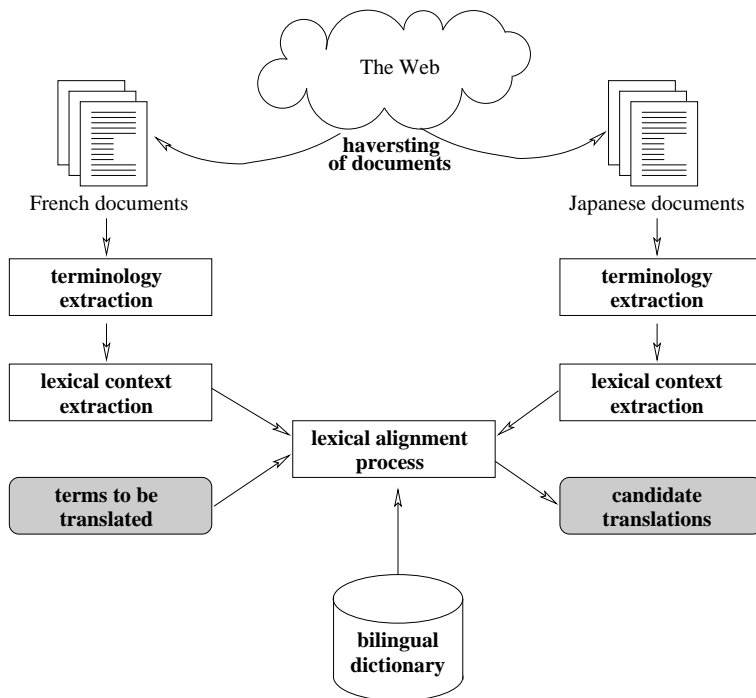 The Web
haversting
of documents
French documents
Japanese documents
terminology
extraction
terminology
extraction
lexical context
extraction
lexical context
extraction
lexical alignment
process
terms to be
translated
candidate
translations
bilingual
dictionary